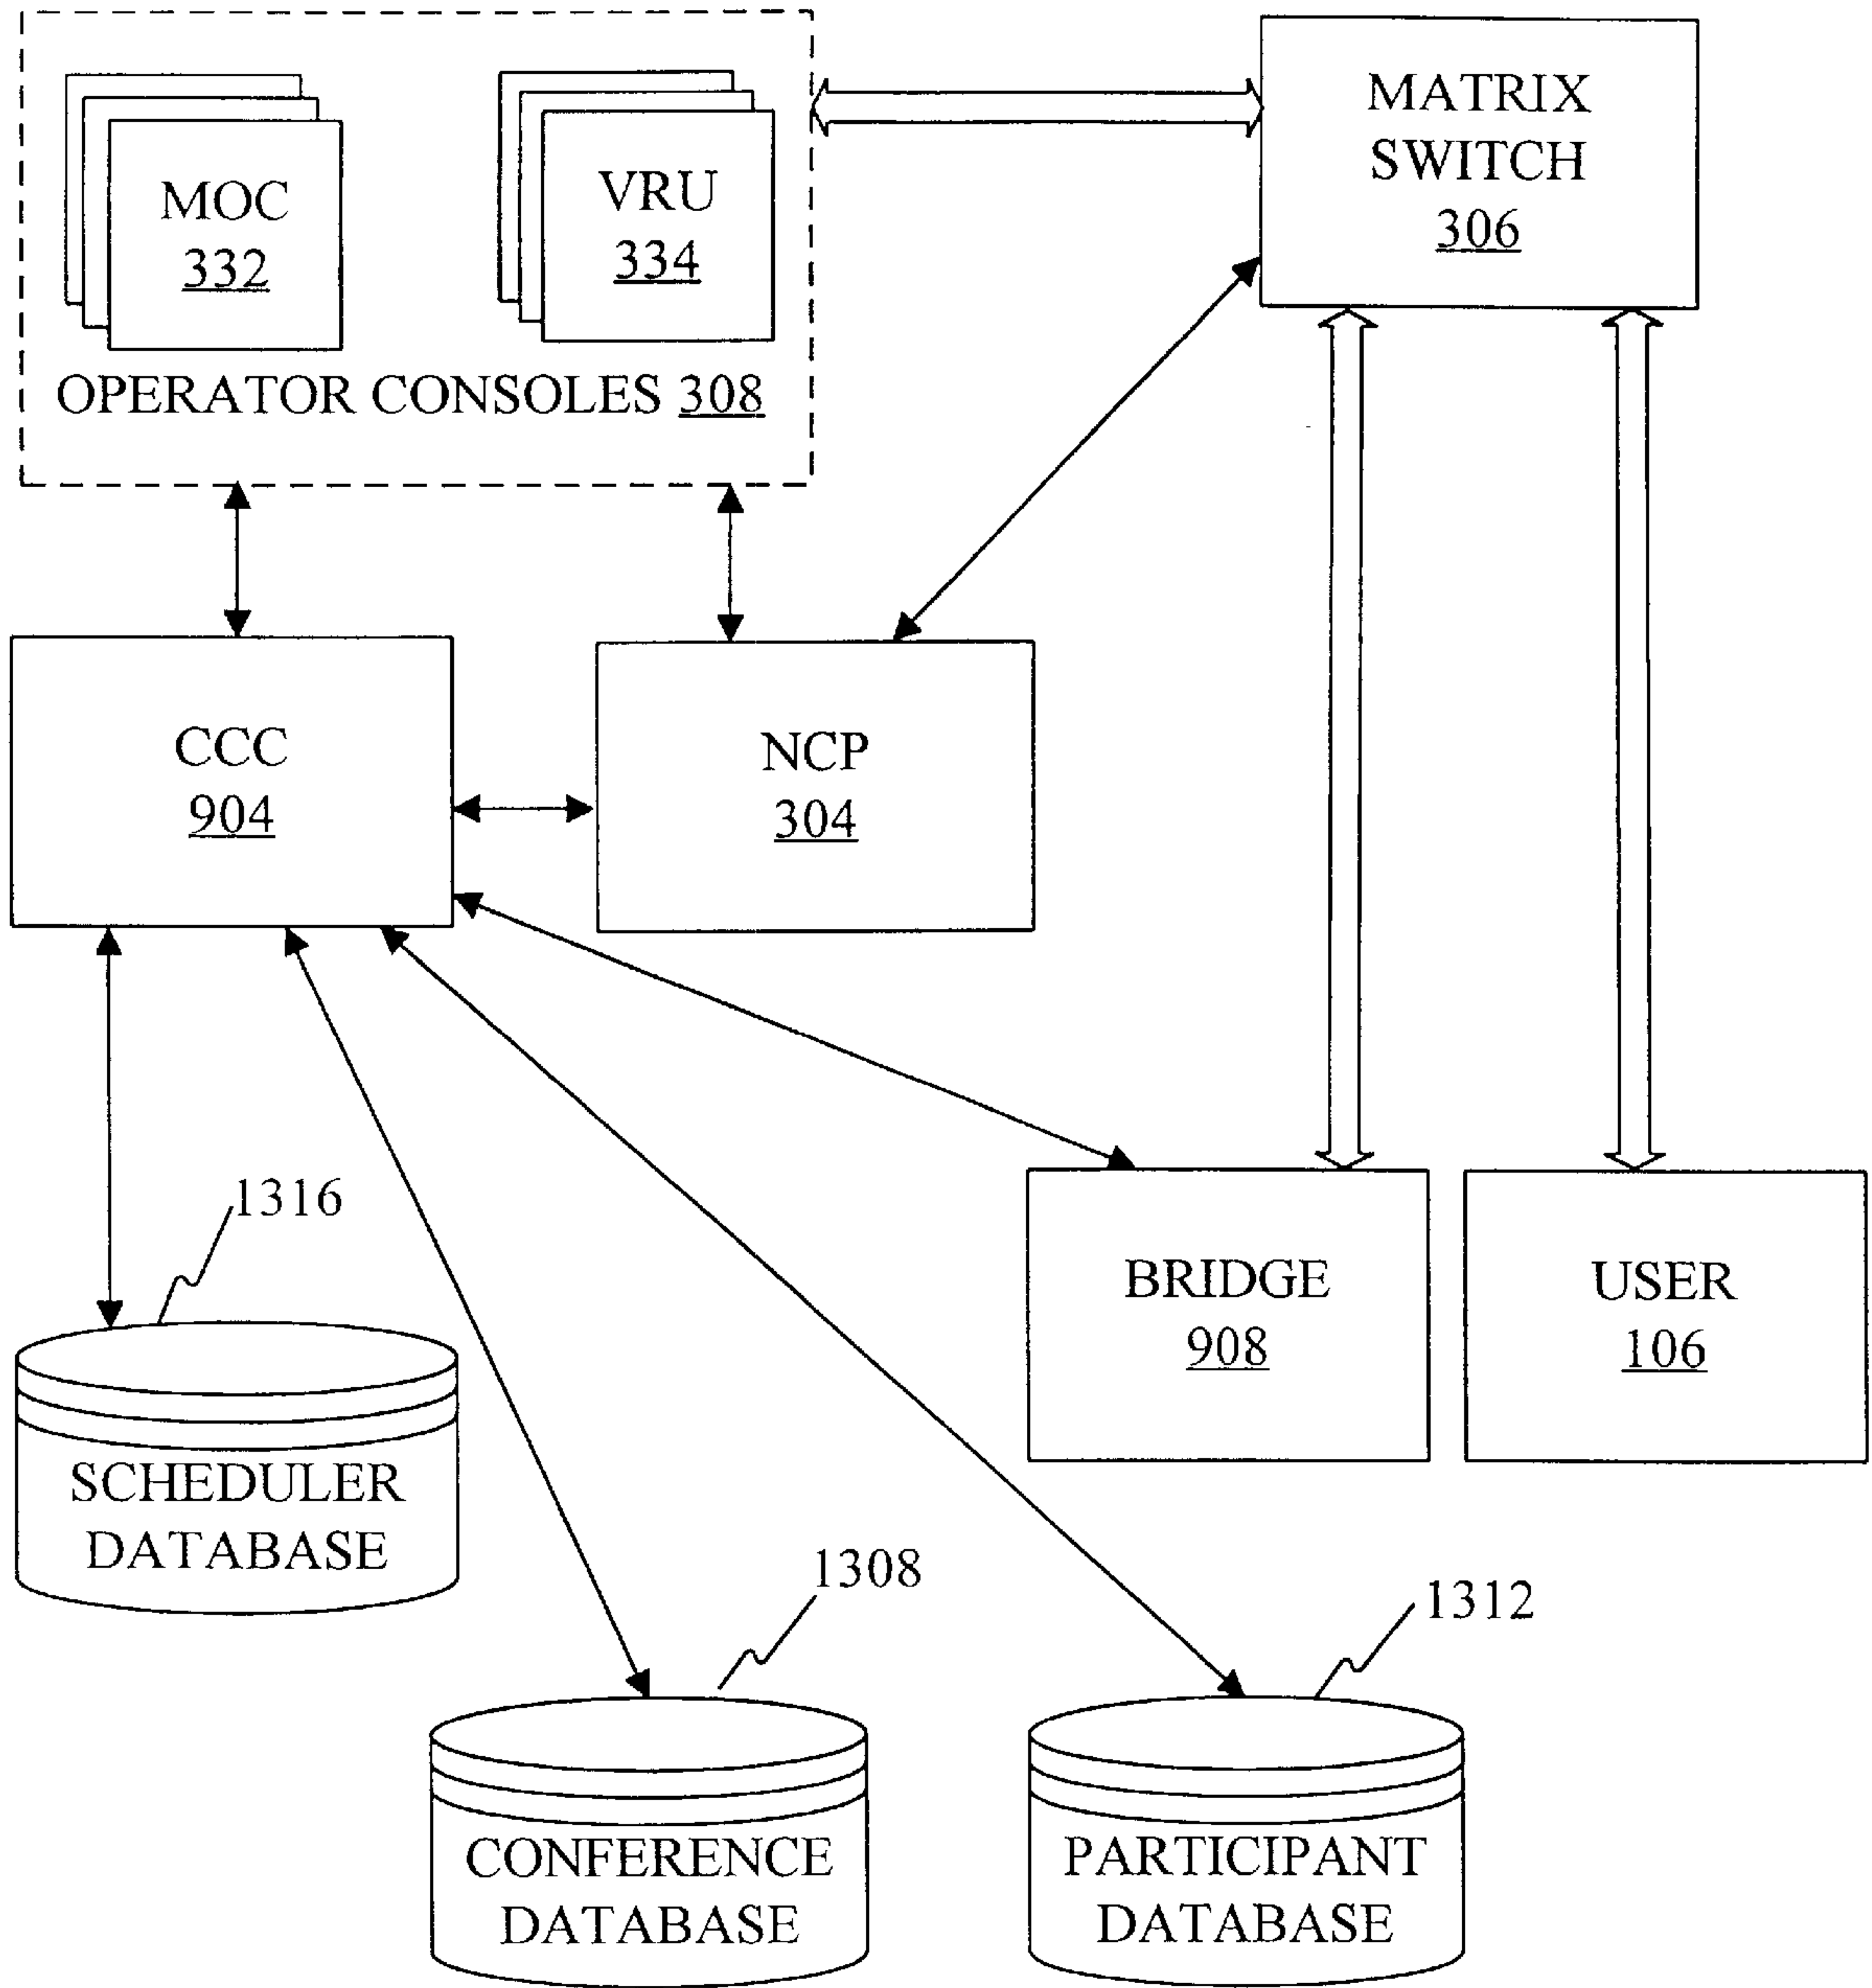 MOC
332
VRU
334
OPERATOR CONSOLES 308
MATRIX
SWITCH
306
CCC
904
NCP
304
1316
BRIDGE
908
USER
106
SCHEDULER
DATABASE
1308
1312
CONFERENCE
DATABASE
PARTICIPANT
DATABASE